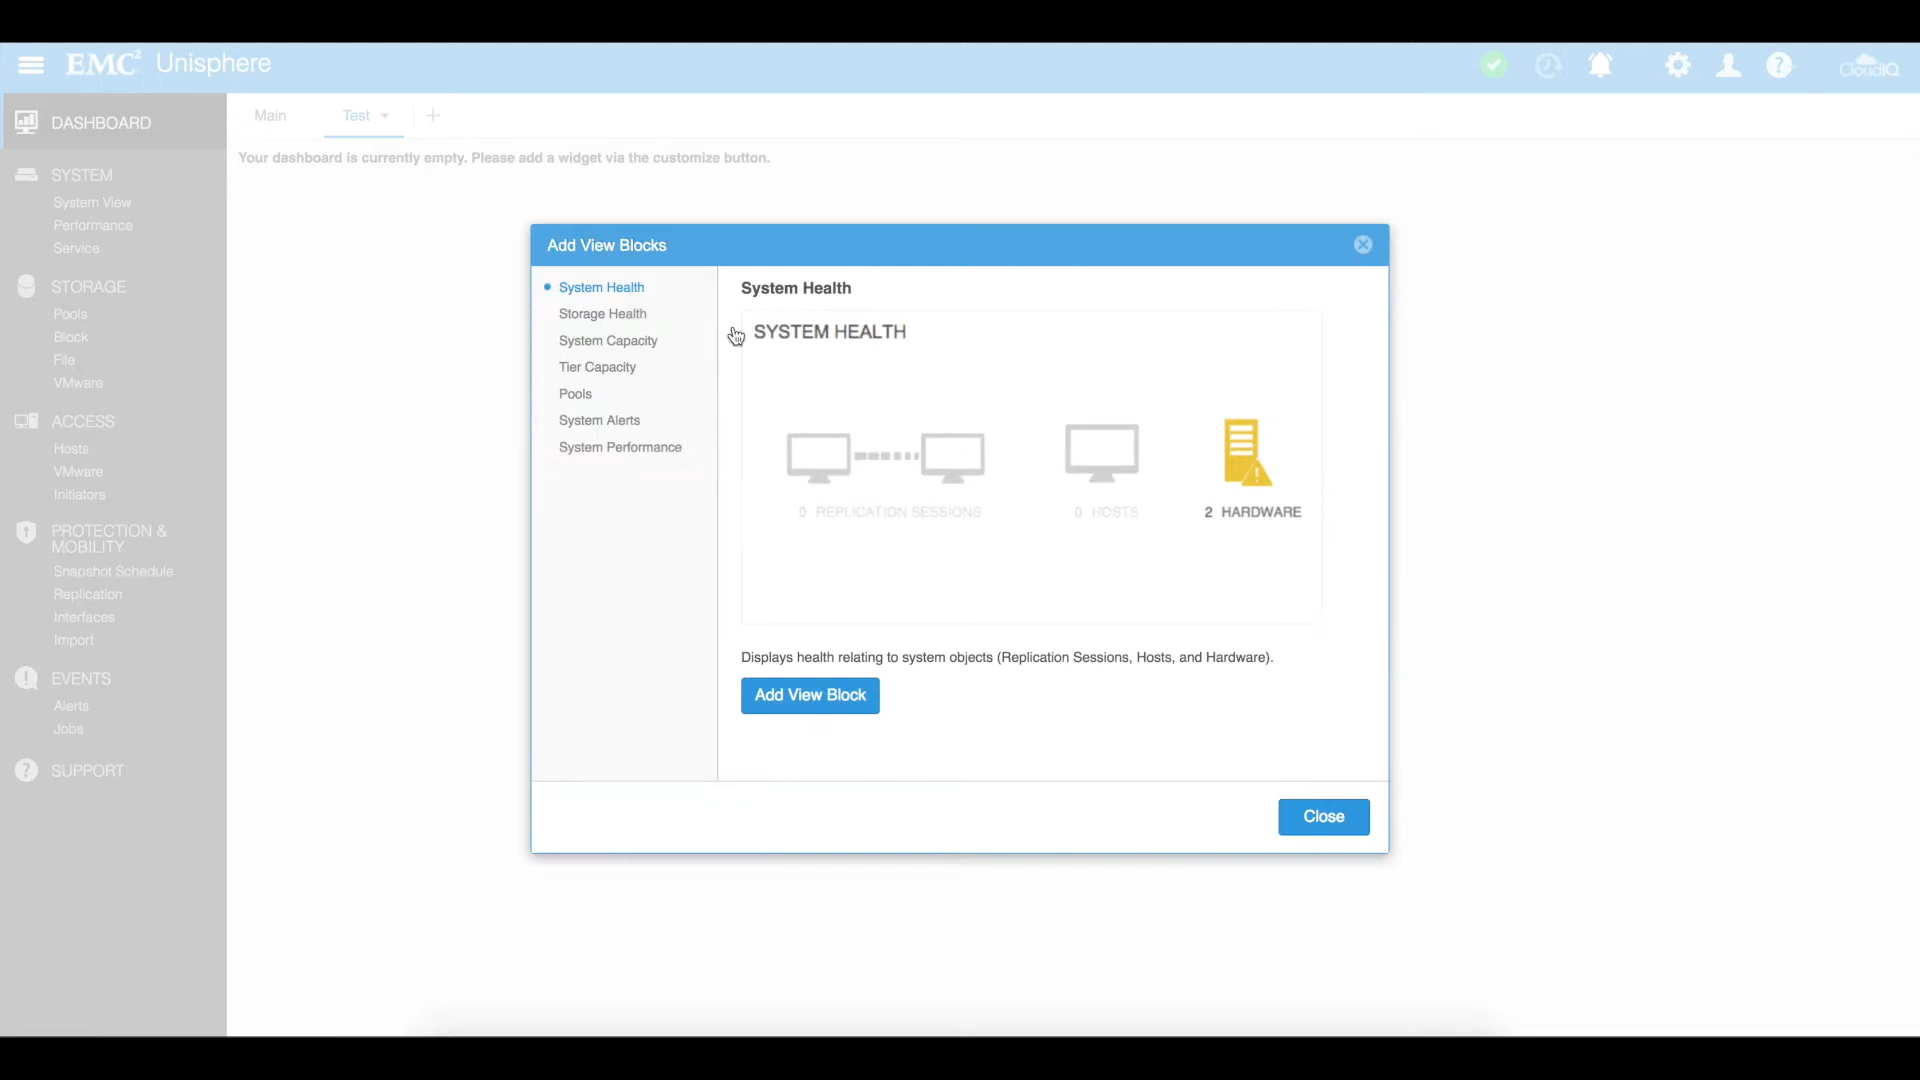 EMC² Unisphere
CloudIQ
DASHBOARD
Main
Test
Your dashboard is currently empty. Please add a widget via the customize button.
SYSTEM
System View
Performance
Service
STORAGE
Pools
Block
File
VMware
ACCESS
Hosts
VMware
Initiators
PROTECTION &
MOBILITY
Snapshot Schedule
Replication
Interfaces
Import
EVENTS
Alerts
Jobs
SUPPORT
Add View Blocks
System Health
Storage Health
System Capacity
Tier Capacity
Pools
System Alerts
System Performance
System Health
SYSTEM HEALTH
0 REPLICATION SESSIONS
0 HOSTS
2 HARDWARE
Displays health relating to system objects (Replication Sessions, Hosts, and Hardware).
Add View Block
Close